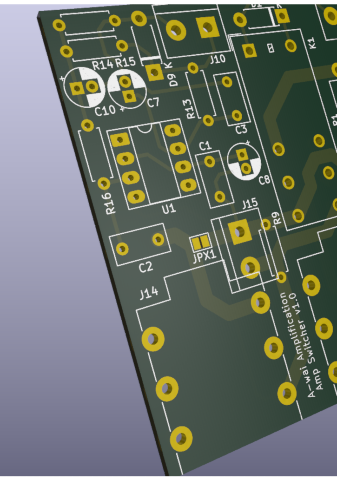 R14 R15
D9 K
J10
K1
C10
C7
R13
C3
C1
C8
R16
U1
J15
R9
C2
JPX1
J14
A-wai Amplification
Amp Switcher v1.0